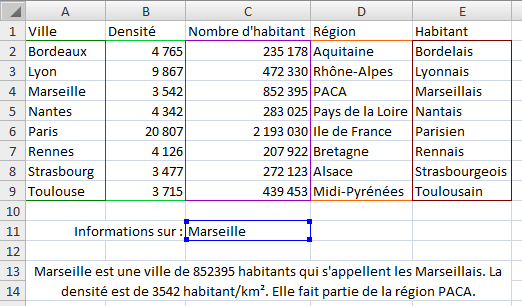 A B C D E
1 Ville Densité Nombre d'habitant Région Habitant
2 Bordeaux 4 765 235 178 Aquitaine Bordelais
3 Lyon 9 867 472 330 Rhône-Alpes Lyonnais
4 Marseille 3 542 852 395 PACA Marseillais
5 Nantes 4 342 283 025 Pays de la Loire Nantais
6 Paris 20 807 2 193 030 Ile de France Parisien
7 Rennes 4 126 207 922 Bretagne Rennais
8 Strasbourg 3 477 272 123 Alsace Strasbourgeois
9 Toulouse 3 715 439 453 Midi-Pyrénées Toulousain
10
11 Informations sur : Marseille
12
13 Marseille est une ville de 852395 habitants qui s'appellent les Marseillais. La
14 densité est de 3542 habitant/km². Elle fait partie de la région PACA.